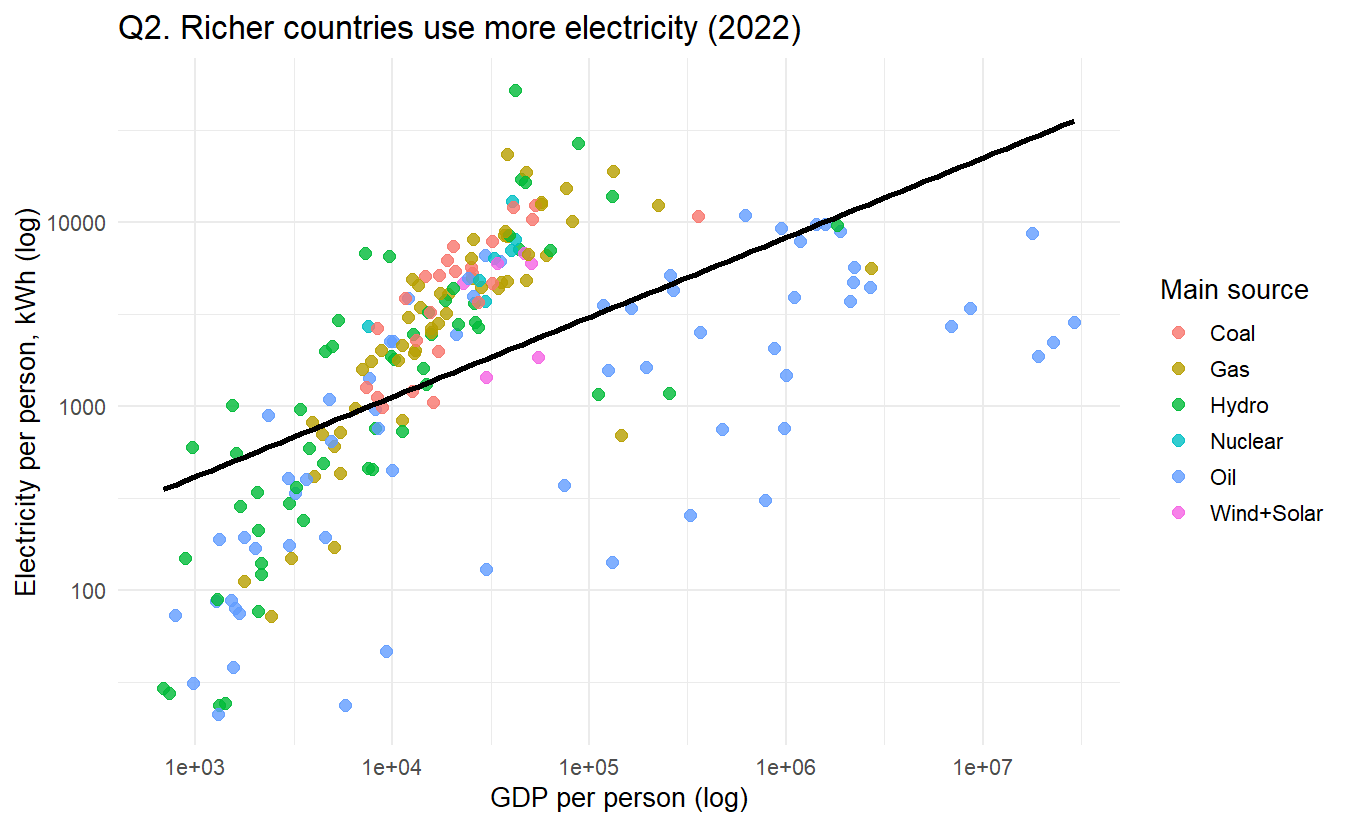 Q2. Richer countries use more electricity (2022)
Electricity per person, kWh (log)
10000
1000
100
1e+03
1e+04
1e+05
1e+06
1e+07
GDP per person (log)
Main source
Coal
Gas
Hydro
Nuclear
Oil
Wind+Solar